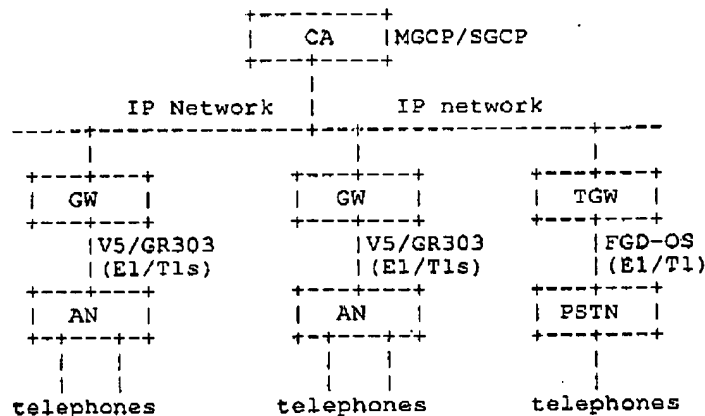 CA MGCP/SGCP
IP Network IP network
GW GW TGW
V5/GR303 V5/GR303 FGD-OS
(E1/T1s) (E1/T1s) (E1/T1)
AN AN PSTN
telephones telephones telephones